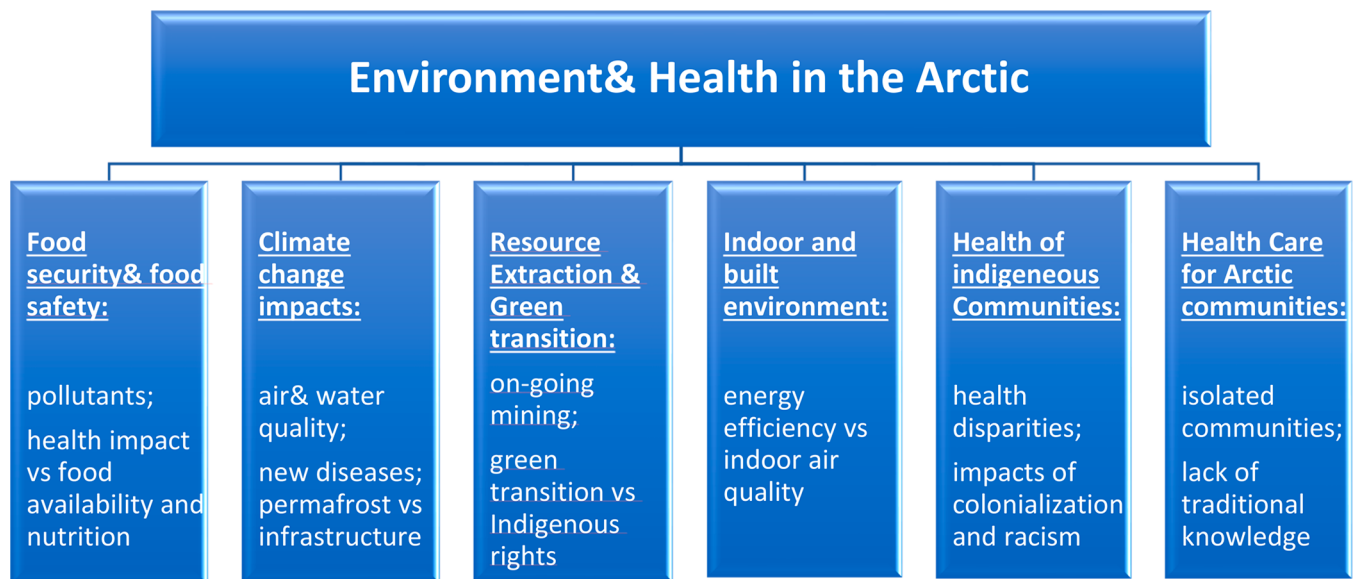 Environment& Health in the Arctic
Food
security& food
safety:
pollutants;
health impact
vs food
availability and
nutrition
Climate
change
impacts:
air& water
quality;
new diseases;
permafrost vs
infrastructure
Resource
Extraction &
Green
transition:
on-going
mining;
green
transition vs
Indigenous
rights
Indoor and
built
environment:
energy
efficiency vs
indoor air
quality
Health of
indigeneous
Communities:
health
disparities;
impacts of
colonialization
and racism
Health Care
for Arctic
communities:
isolated
communities;
lack of
traditional
knowledge